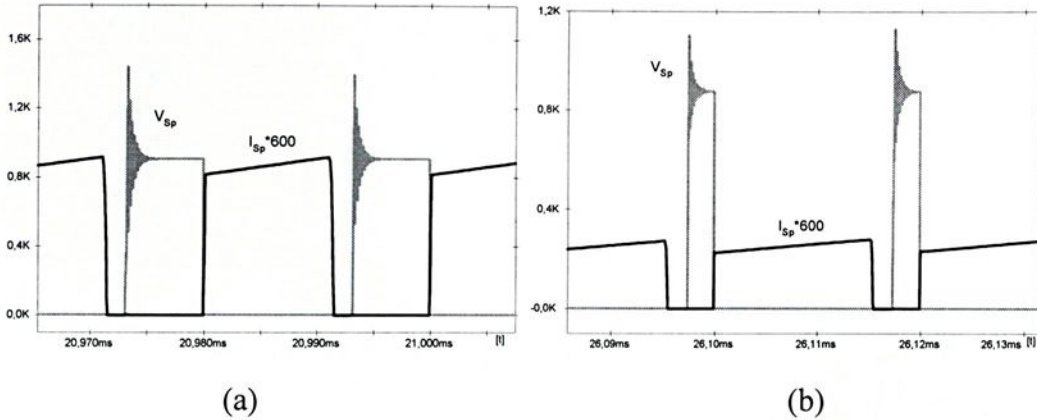 1,6K
V_Sp
1,2K
I_Sp*600
0,8K
0,4K
0,0K
20,970ms
20,980ms
20,990ms
21,000ms
[t]
(a)
1,2K
V_Sp
0,8K
0,4K
I_Sp*600
-0,0K
26,09ms
26,10ms
26,11ms
26,12ms
26,13ms
[t]
(b)